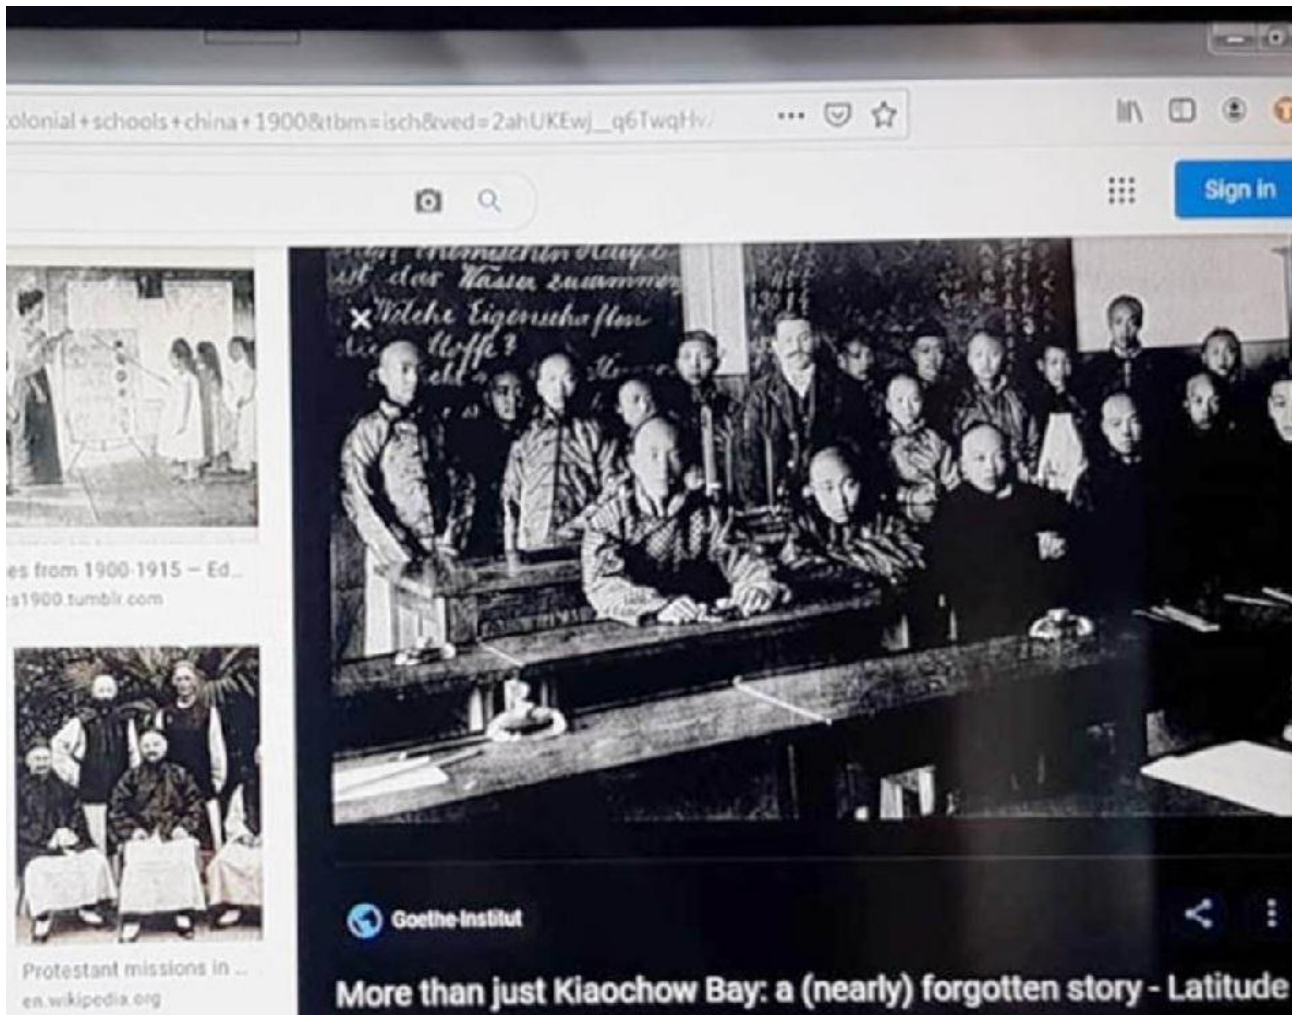 olonial+schools+china+1900&tbm=isch&ved=2ahUKEwj_q6TwqHv
Sign in
ist das Wasser zusammen
Welche Eigenschaften
Stoffe?
es from 1900-1915 — Ed...
s1900.tumblr.com
Protestant missions in ...
en.wikipedia.org
Goethe-Institut
More than just Kiaochow Bay: a (nearly) forgotten story - Latitude